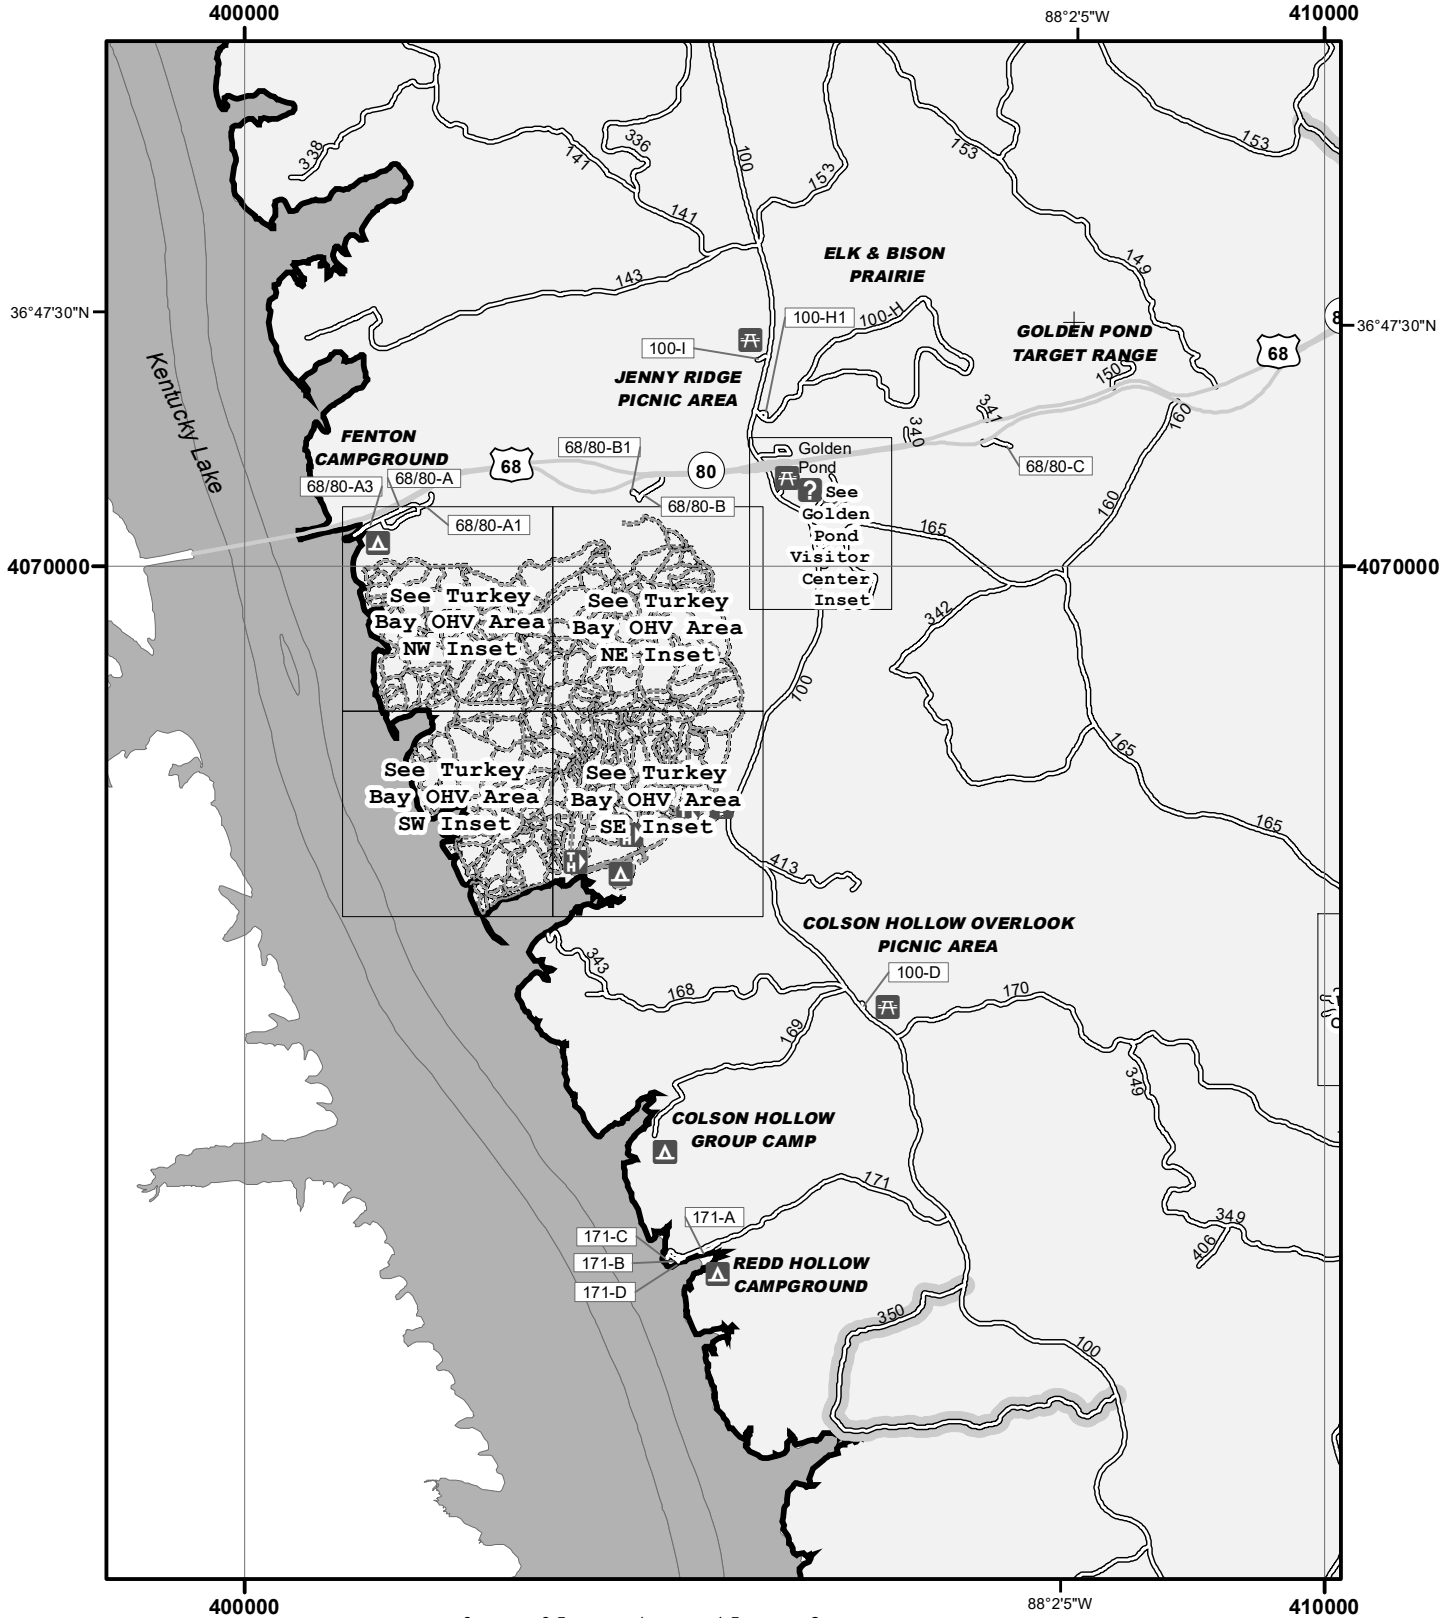 400000
88°2'5"W
410000
338
141
336
100
153
153
153
141
143
149
ELK & BISON
PRAIRIE
36°47'30"N
36°47'30"N
8
100-H1
100-H
100-I
GOLDEN POND
TARGET RANGE
68
JENNY RIDGE
PICNIC AREA
150
Kentucky Lake
341
340
160
FENTON
CAMPGROUND
68/80-B1
Golden
Pond
68
80
68/80-C
68/80-A3
68/80-A
68/80-B
68/80-A1
?
See
Golden
Pond
Visitor
Center
Inset
165
160
4070000
4070000
See Turkey
Bay OHV Area
NW Inset
See Turkey
Bay OHV Area
NE Inset
342
100
165
See Turkey
Bay OHV Area
SW Inset
See Turkey
Bay OHV Area
SE Inset
165
TH
413
COLSON HOLLOW OVERLOOK
PICNIC AREA
100-D
343
168
170
169
349
COLSON HOLLOW
GROUP CAMP
171
171-A
171-C
171-B
171-D
349
406
REDD HOLLOW
CAMPGROUND
350
100
400000
88°2'5"W
410000